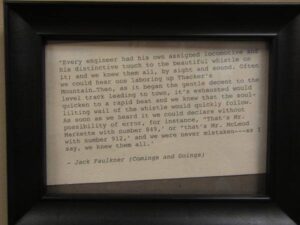 "Every engineer had his own assigned locomotive and
his distinctive touch to the beautiful whistle on
it; and we knew them all, by sight and sound. Often
we could hear one laboring up Thacker's
Mountain.Then, as it began the gentle decent to the
level track leading to town, it's exhausted would
quicken to a rapid beat and we knew that the soul-
lilting wail of the whistle would quickly follow.
As soon as we heard it we could declare without
possibility of error, for instance, "That's Mr.
Markette with number 849,' or 'that's Mr. McLeod
with number 912,' and we were never mistaken---as I
say, we knew them all.'
- Jack Faulkner (Comings and Goings)